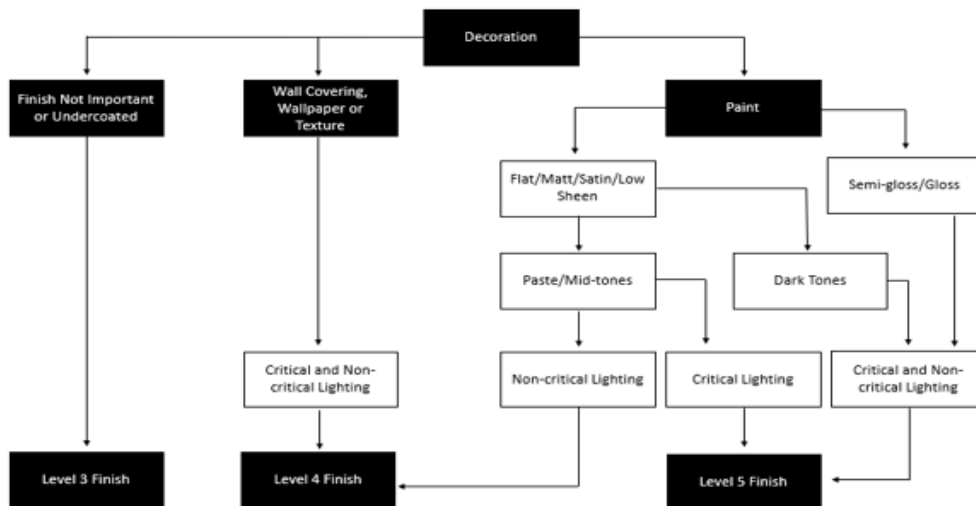 Decoration
Finish Not Important
or Undercoated
Wall Covering,
Wallpaper or
Texture
Paint
Flat/Matt/Satin/Low
Sheen
Semi-gloss/Gloss
Paste/Mid-tones
Dark Tones
Critical and Non-
critical Lighting
Non-critical Lighting
Critical Lighting
Critical and Non-
critical Lighting
Level 3 Finish
Level 4 Finish
Level 5 Finish